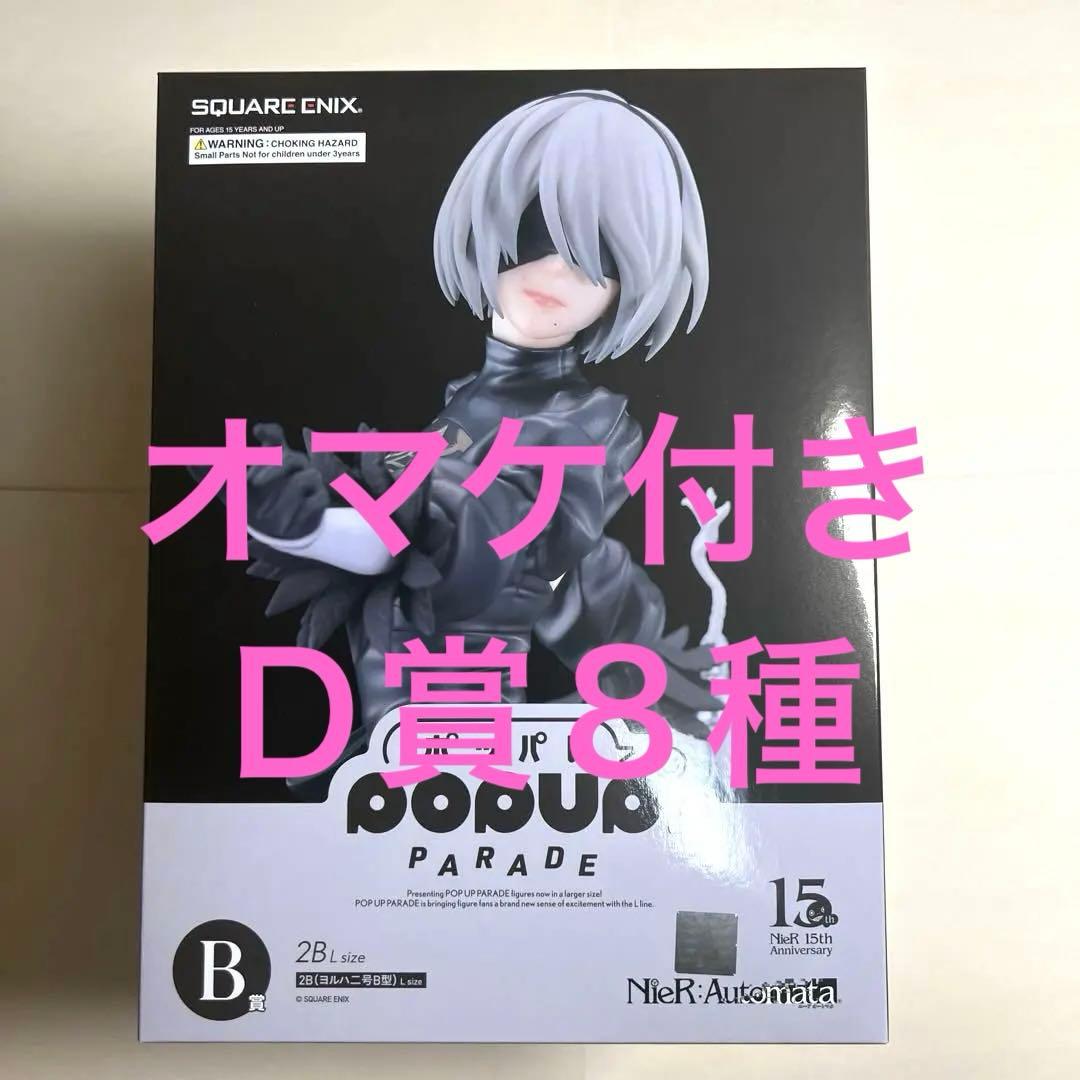 SQUARE ENIX
FOR AGES 15 YEARS AND UP
WARNING : CHOKING HAZARD
Small Parts Not for children under 3years
オマケ付き
D賞8種
POP UP
PARADE
Presenting POP UP PARADE figures now in a larger size!
POP UP PARADE is bringing figure fans a brand new sense of excitement with the L line.
15th
NieR 15th
Anniversary
B賞
2B L size
2B(ヨルハ二号B型) L size
© SQUARE ENIX
NieR:Automata